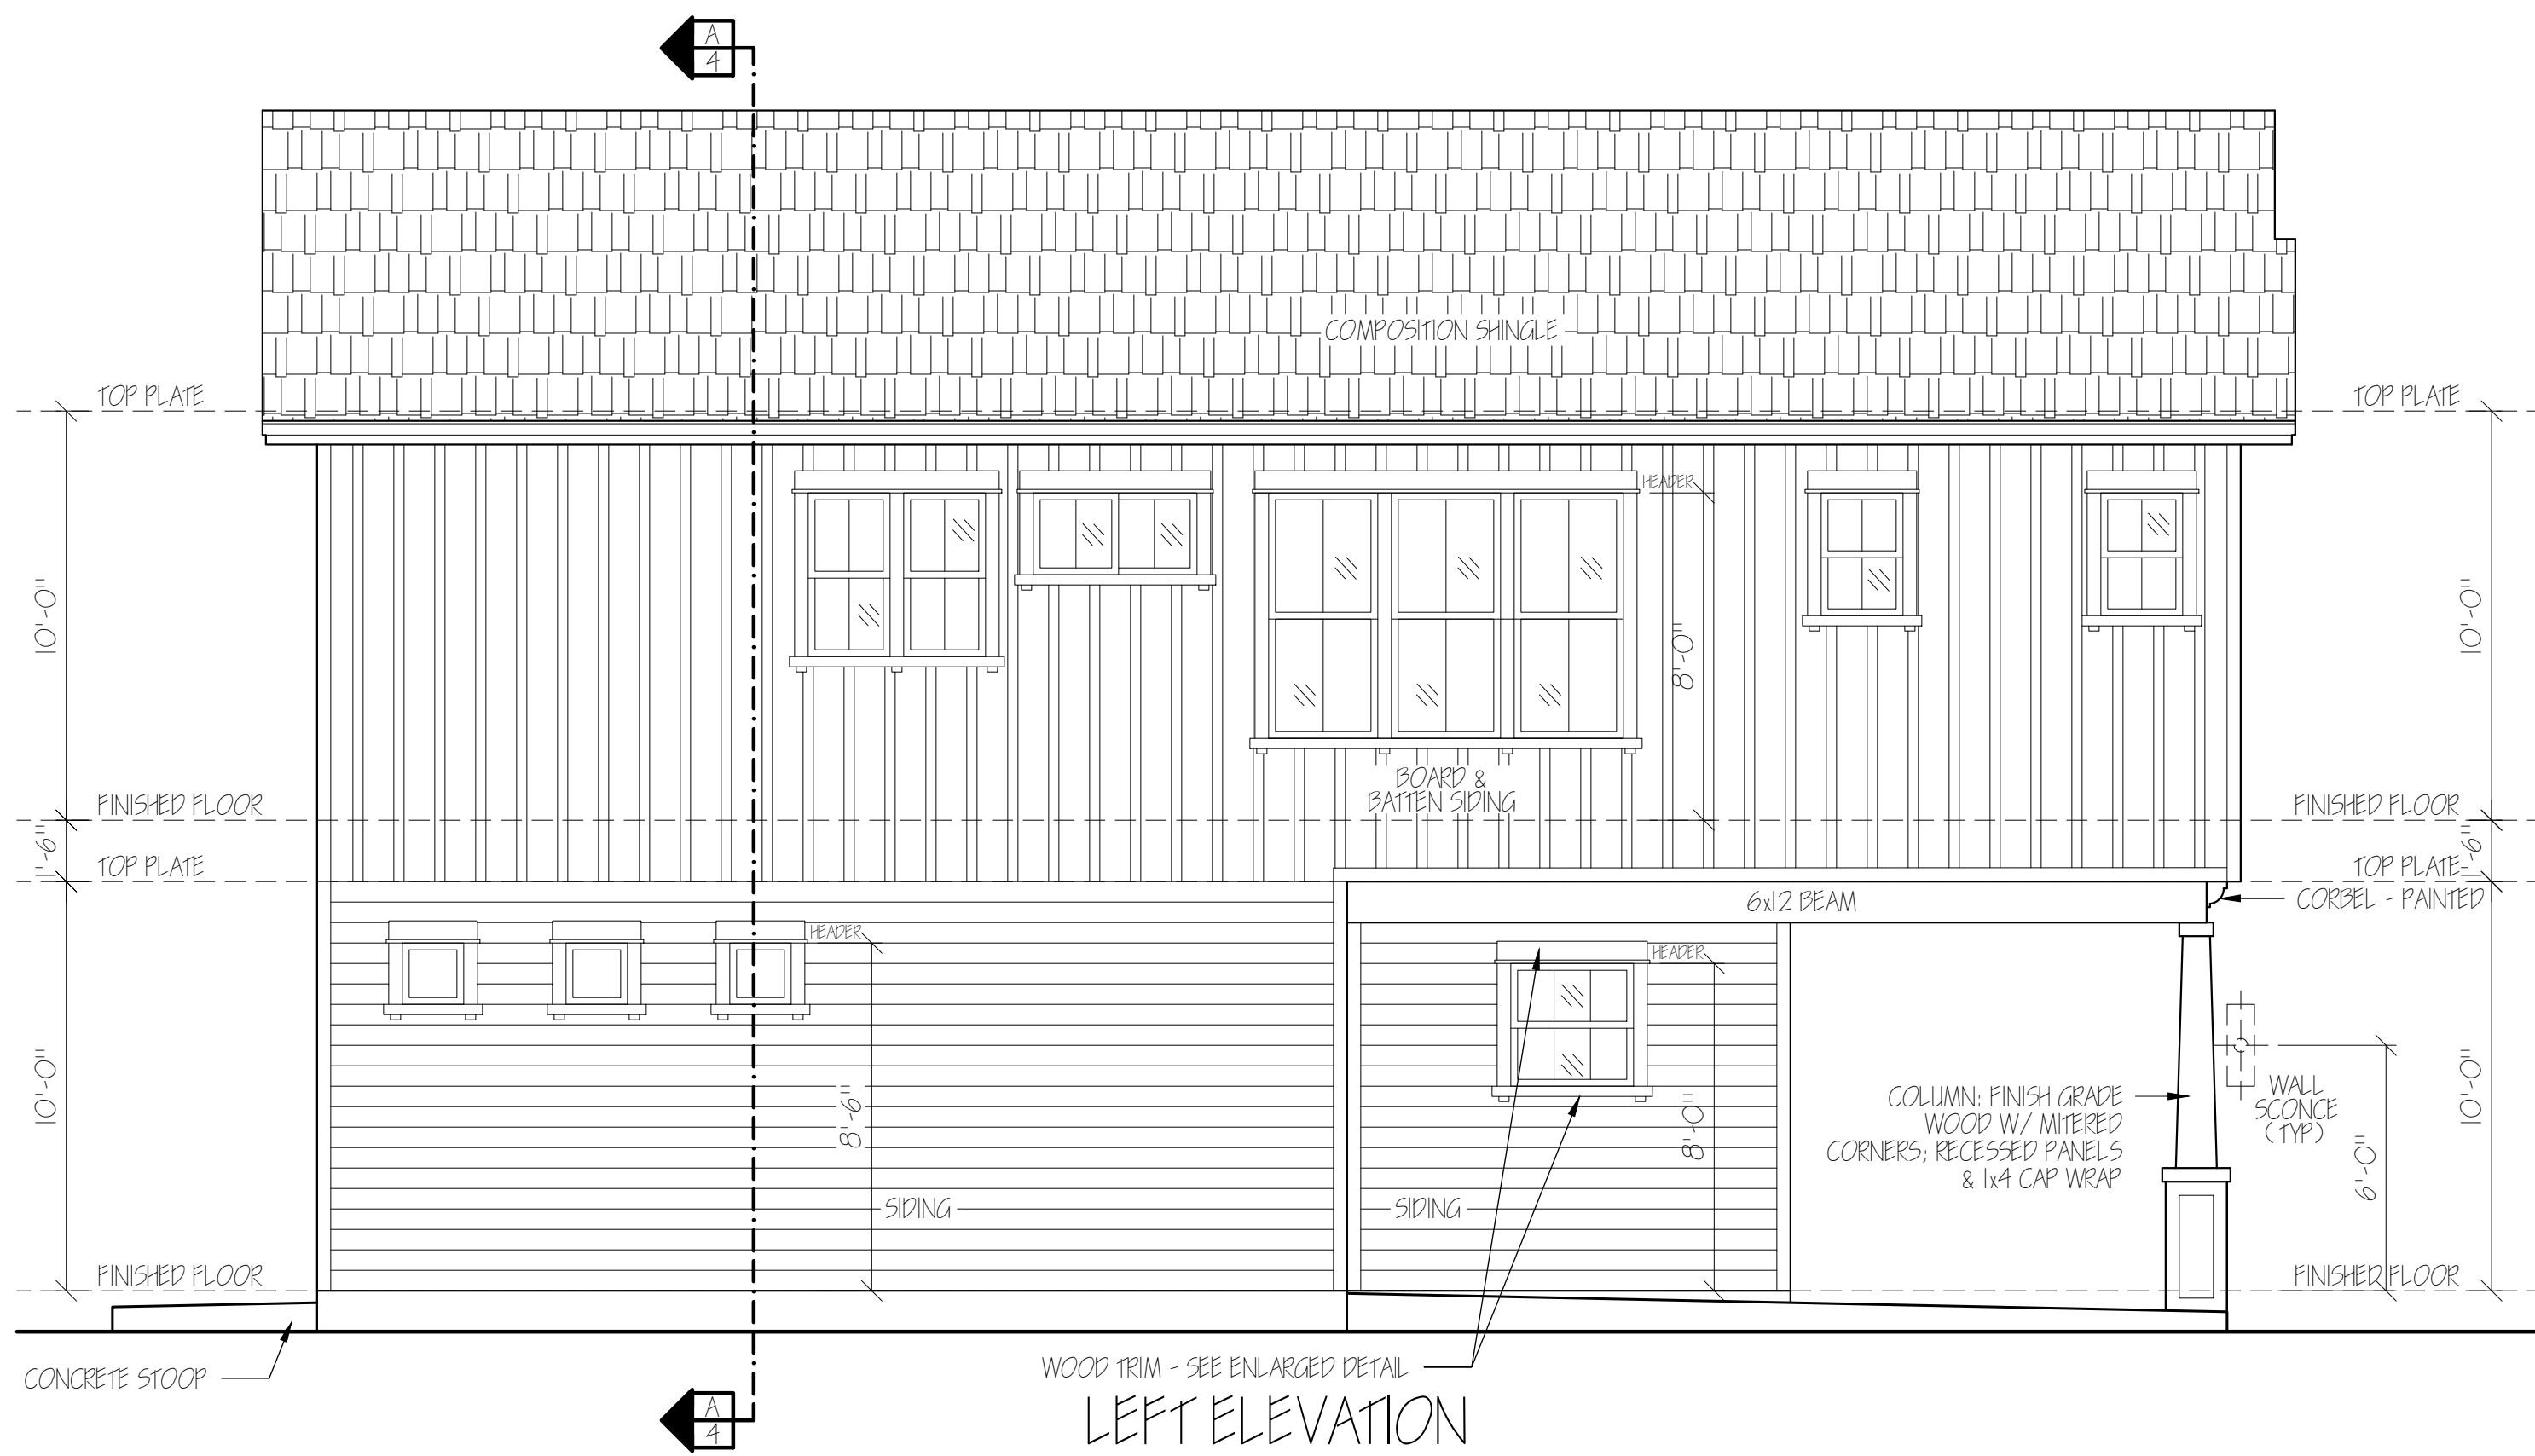 A
4
COMPOSITION SHINGLE
TOP PLATE
TOP PLATE
HEADER
10'-0"
10'-0"
8'-0"
BOARD &
BATTEN SIDING
FINISHED FLOOR
FINISHED FLOOR
1'-6"
1'-6"
TOP PLATE
TOP PLATE
6x12 BEAM
CORBEL - PAINTED
HEADER
HEADER
10'-0"
8'-6"
8'-0"
COLUMN: FINISH GRADE
WOOD W/ MITERED
CORNERS; RECESSED PANELS
& 1x4 CAP WRAP
WALL
SCONCE
(TYP)
10'-0"
6'-0"
SIDING
SIDING
FINISHED FLOOR
FINISHED FLOOR
CONCRETE STOOP
WOOD TRIM - SEE ENLARGED DETAIL
A
4
LEFT ELEVATION